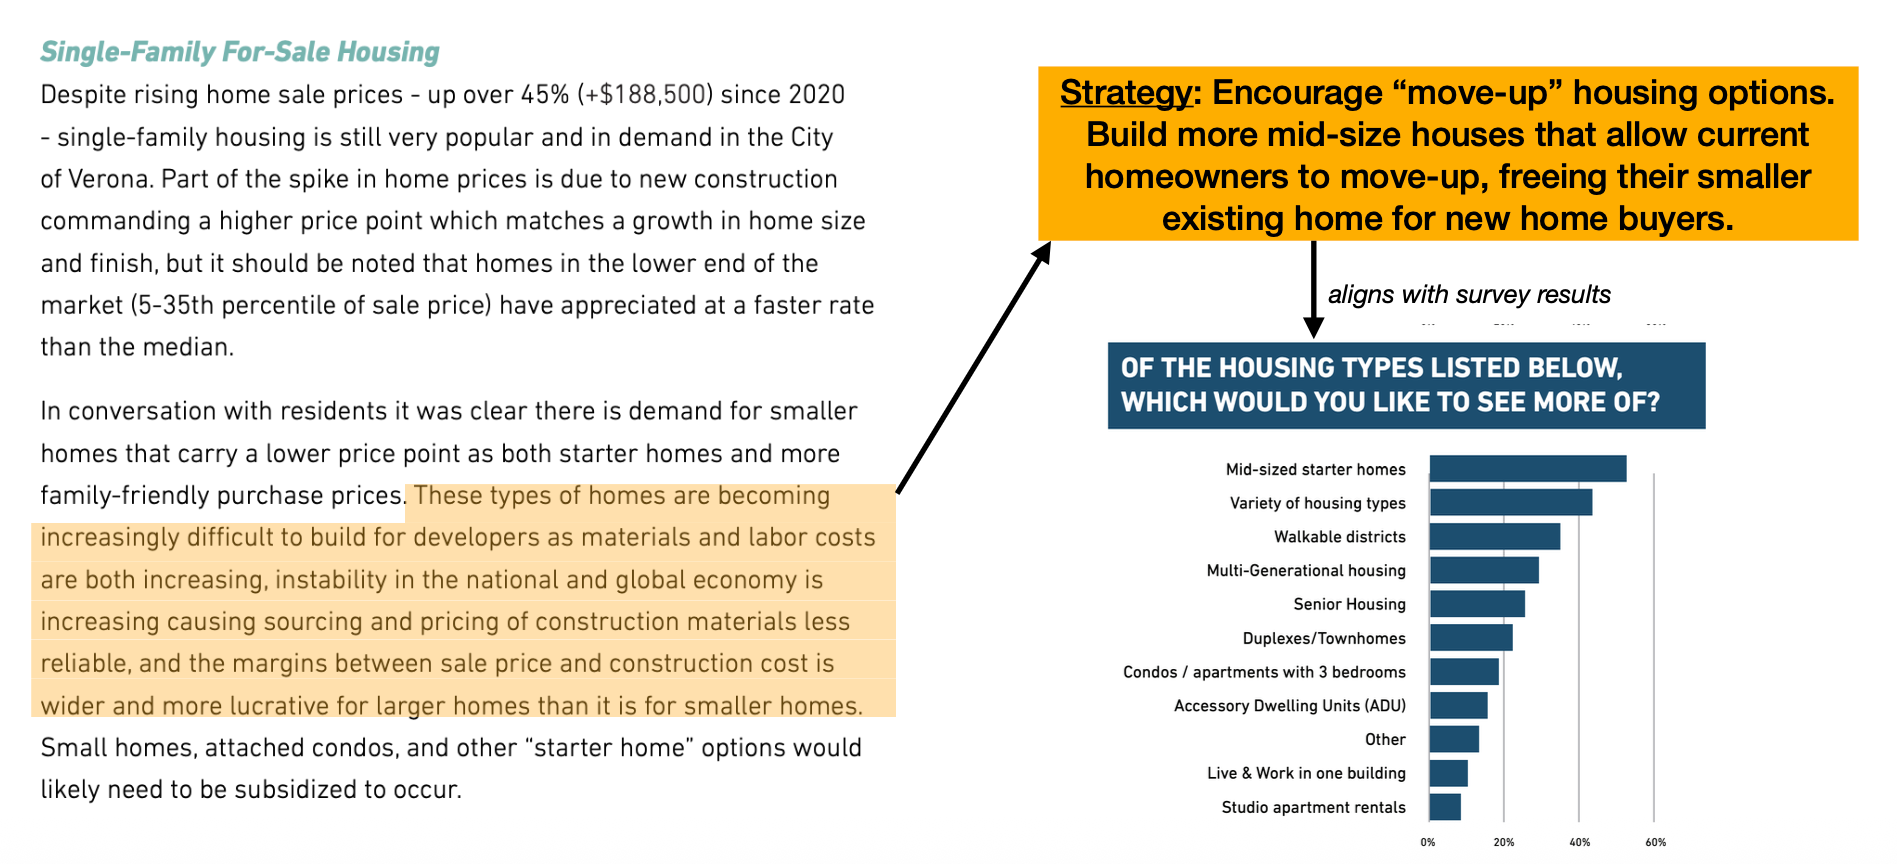 Single-Family For-Sale Housing
Despite rising home sale prices - up over 45% (+$188,500) since 2020
- single-family housing is still very popular and in demand in the City
of Verona. Part of the spike in home prices is due to new construction
commanding a higher price point which matches a growth in home size
and finish, but it should be noted that homes in the lower end of the
market (5-35th percentile of sale price) have appreciated at a faster rate
than the median.
In conversation with residents it was clear there is demand for smaller
homes that carry a lower price point as both starter homes and more
family-friendly purchase prices. These types of homes are becoming
increasingly difficult to build for developers as materials and labor costs
are both increasing, instability in the national and global economy is
increasing causing sourcing and pricing of construction materials less
reliable, and the margins between sale price and construction cost is
wider and more lucrative for larger homes than it is for smaller homes.
Small homes, attached condos, and other “starter home” options would
likely need to be subsidized to occur.
Strategy: Encourage “move-up” housing options.
Build more mid-size houses that allow current
homeowners to move-up, freeing their smaller
existing home for new home buyers.
aligns with survey results
OF THE HOUSING TYPES LISTED BELOW,
WHICH WOULD YOU LIKE TO SEE MORE OF?
Mid-sized starter homes
Variety of housing types
Walkable districts
Multi-Generational housing
Senior Housing
Duplexes/Townhomes
Condos / apartments with 3 bedrooms
Accessory Dwelling Units (ADU)
Other
Live & Work in one building
Studio apartment rentals
0% 20% 40% 60%